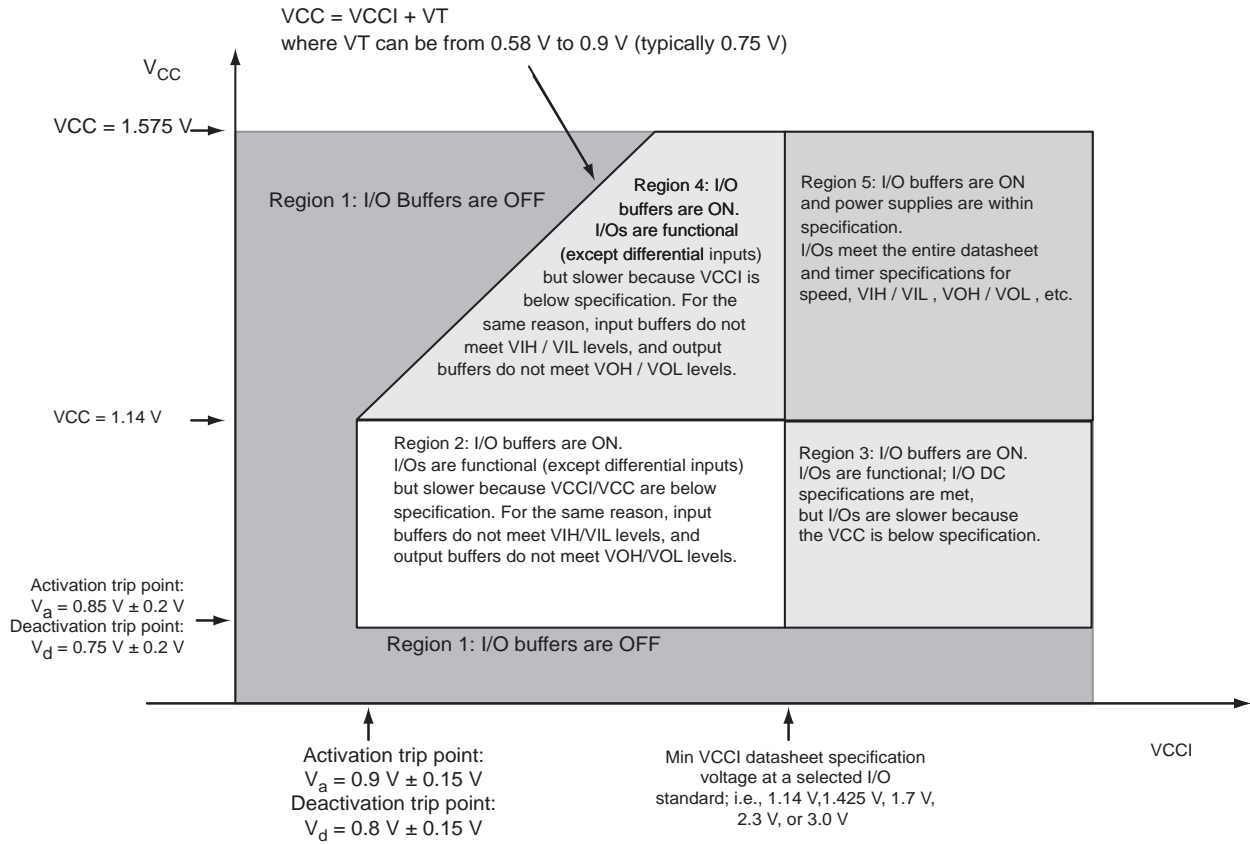 VCC = VCCI + VT
where VT can be from 0.58 V to 0.9 V (typically 0.75 V)
VCC
VCC = 1.575 V
Region 1: I/O Buffers are OFF
Region 4: I/O
buffers are ON.
I/Os are functional
(except differential inputs)
but slower because VCCI is
below specification. For the
same reason, input buffers do not
meet VIH / VIL levels, and output
buffers do not meet VOH / VOL levels.
Region 5: I/O buffers are ON
and power supplies are within
specification.
I/Os meet the entire datasheet
and timer specifications for
speed, VIH / VIL , VOH / VOL , etc.
VCC = 1.14 V
Region 2: I/O buffers are ON.
I/Os are functional (except differential inputs)
but slower because VCCI/VCC are below
specification. For the same reason, input
buffers do not meet VIH/VIL levels, and
output buffers do not meet VOH/VOL levels.
Region 3: I/O buffers are ON.
I/Os are functional; I/O DC
specifications are met,
but I/Os are slower because
the VCC is below specification.
Activation trip point:
Va = 0.85 V ± 0.2 V
Deactivation trip point:
Vd = 0.75 V ± 0.2 V
Region 1: I/O buffers are OFF
Activation trip point:
Va = 0.9 V ± 0.15 V
Deactivation trip point:
Vd = 0.8 V ± 0.15 V
Min VCCI datasheet specification
voltage at a selected I/O
standard; i.e., 1.14 V,1.425 V, 1.7 V,
2.3 V, or 3.0 V
VCCI